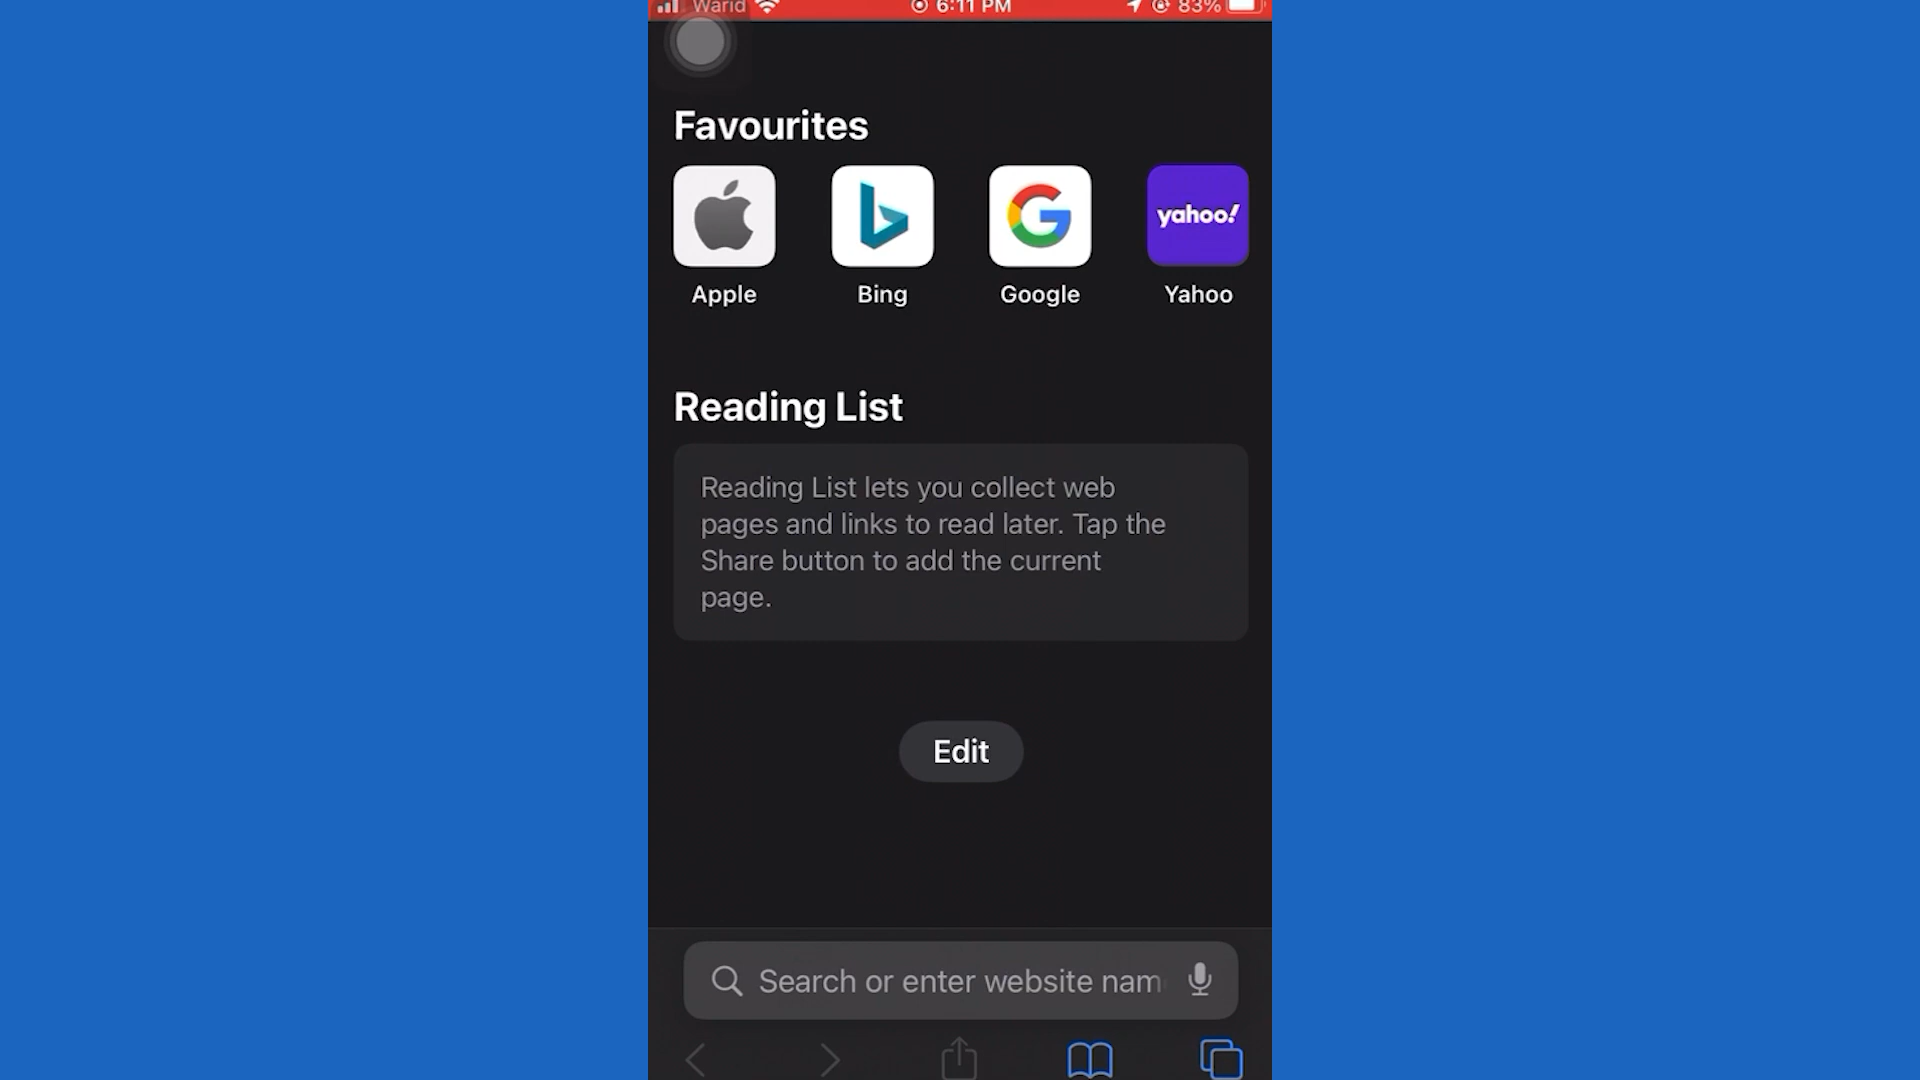 Warid 6:11 PM 83%
Favourites
yahoo!
Apple Bing Google Yahoo
Reading List
Reading List lets you collect web
pages and links to read later. Tap the
Share button to add the current
page.
Edit
Search or enter website nam